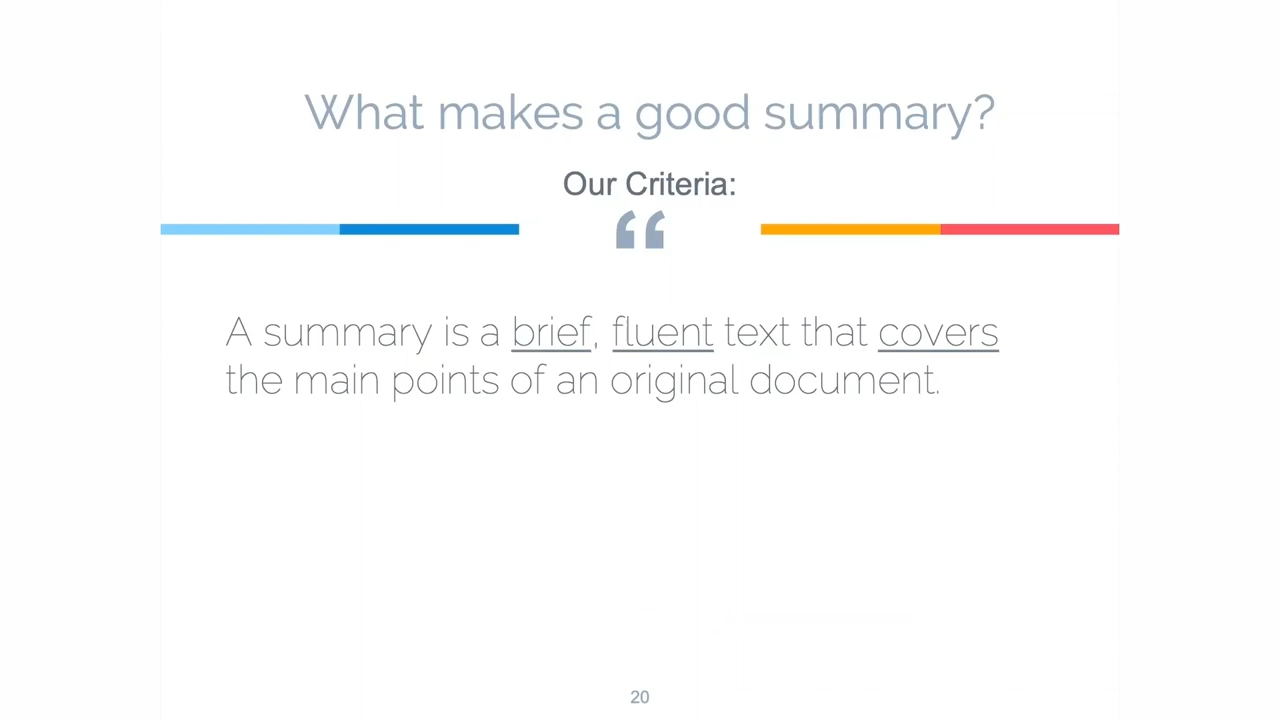 What makes a good summary?
Our Criteria:
“
A summary is a brief, fluent text that covers
the main points of an original document.
20